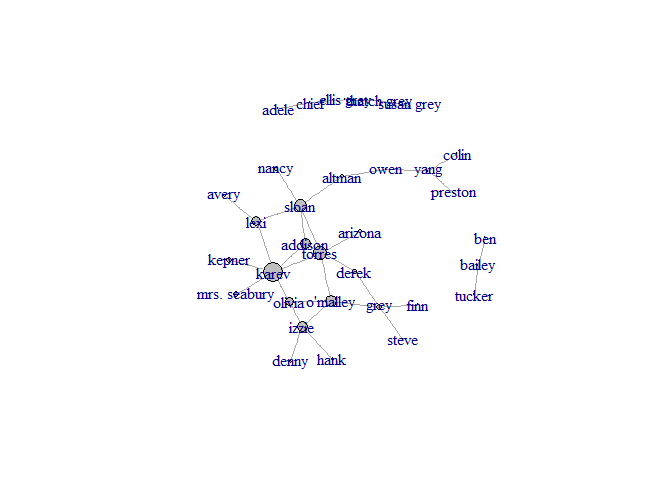 adele
chief
ellis grey
thatch grey
susan grey
colin
nancy
owen
yang
altman
preston
avery
sloan
lexi
arizona
ben
addison
torres
kepner
bailey
karev
derek
mrs. seabury
tucker
olivia
o'malley
grey
finn
izzie
steve
denny
hank